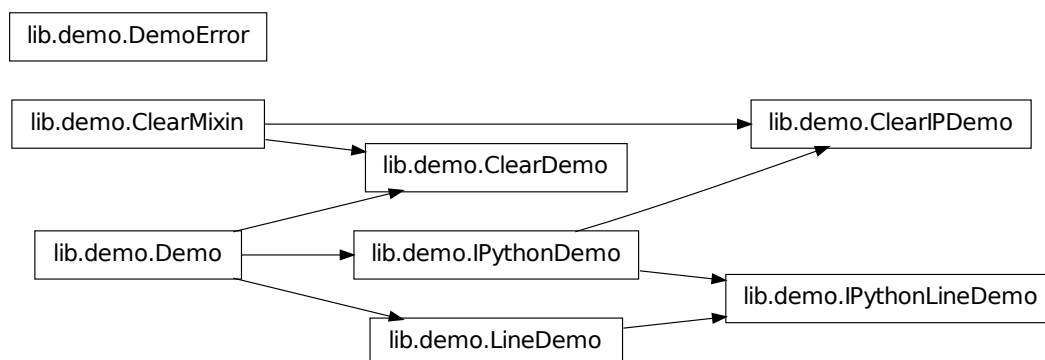 lib.demo.DemoError
lib.demo.ClearMixin
lib.demo.ClearIPDemo
lib.demo.ClearDemo
lib.demo.Demo
lib.demo.IPythonDemo
lib.demo.IPythonLineDemo
lib.demo.LineDemo